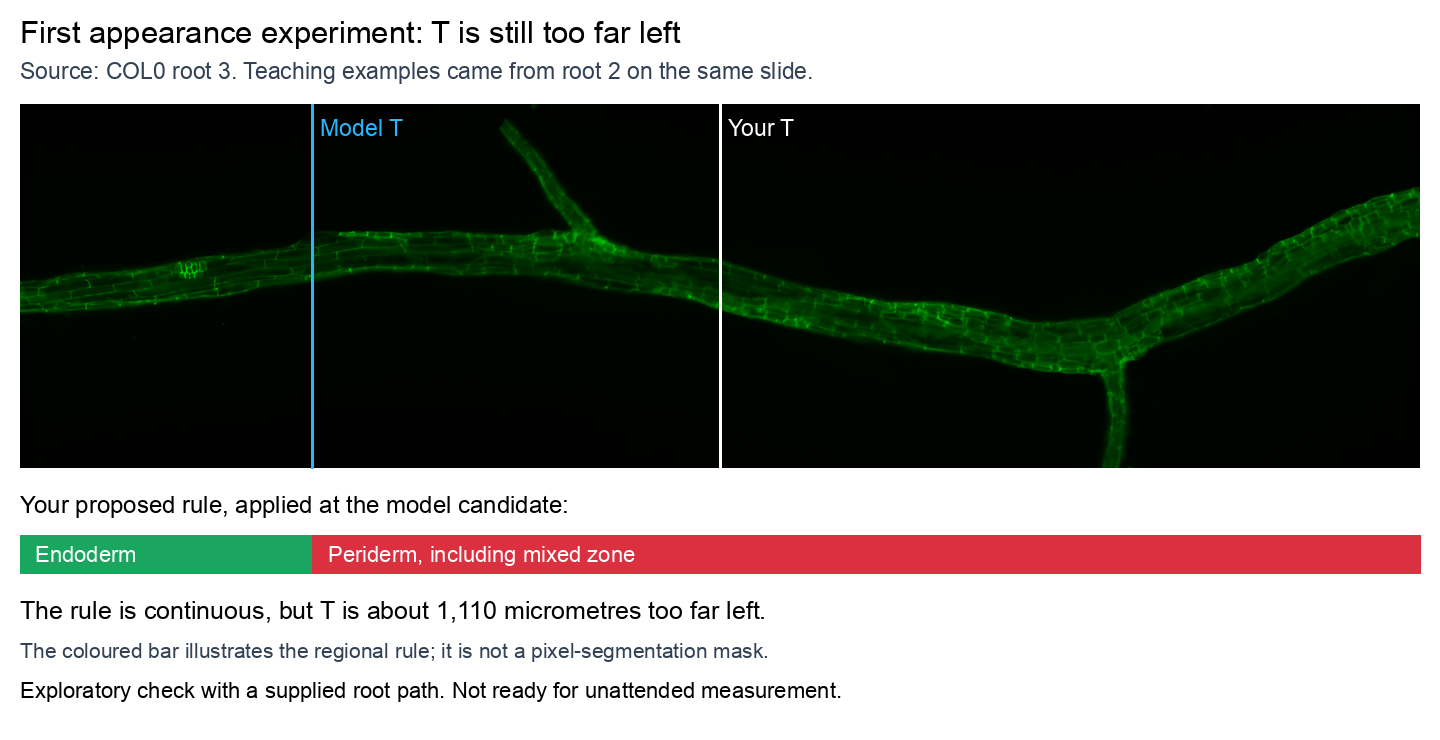 First appearance experiment: T is still too far left
Source: COL0 root 3. Teaching examples came from root 2 on the same slide.
Model T
Your T
Your proposed rule, applied at the model candidate:
Endoderm
Periderm, including mixed zone
The rule is continuous, but T is about 1,110 micrometres too far left.
The coloured bar illustrates the regional rule; it is not a pixel-segmentation mask.
Exploratory check with a supplied root path. Not ready for unattended measurement.